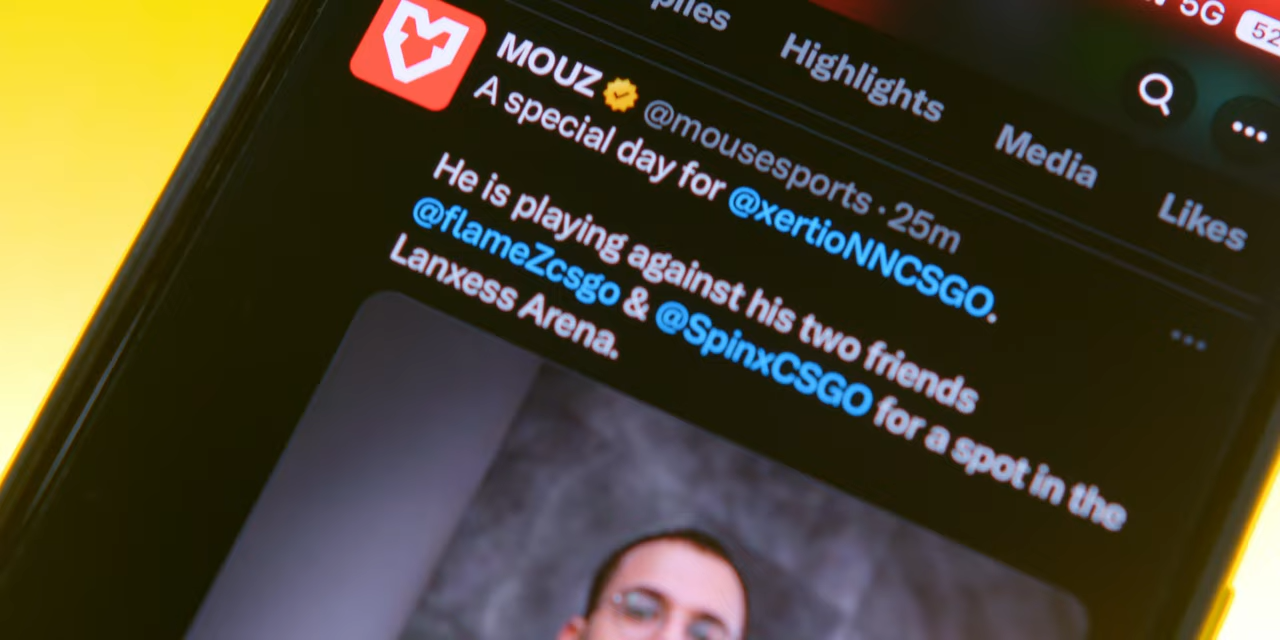 5G
52
Highlights
Media
Likes
MOUZ @mousesports · 25m
A special day for @xertioNNCSGO.
He is playing against his two friends
@flameZcsgo & @SpinxCSGO for a spot in the
Lanxess Arena.